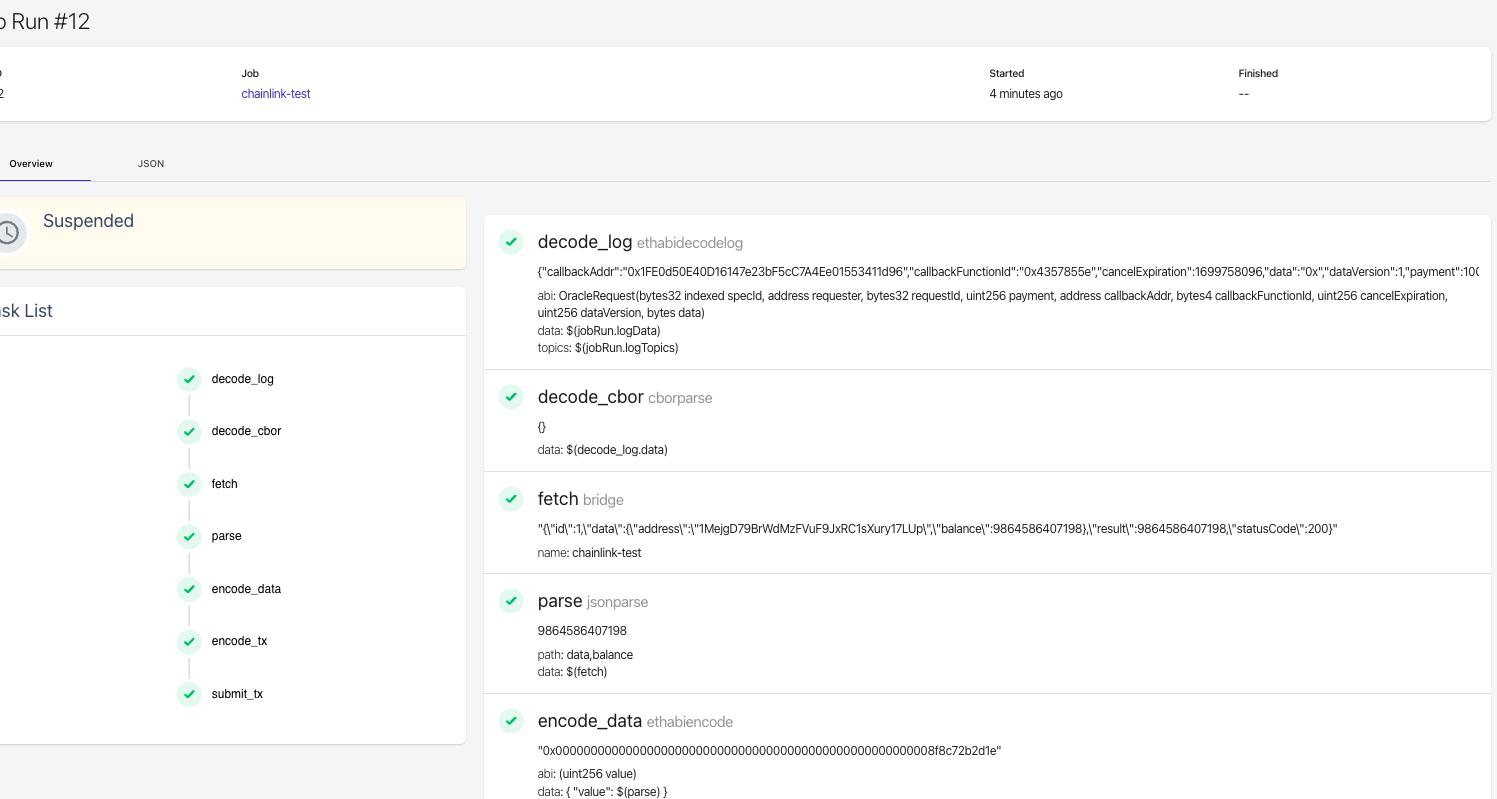 Run #12
Job
Started
Finished
2
chainlink-test
4 minutes ago
--
Overview
JSON
Suspended
sk List
decode_log
decode_cbor
fetch
parse
encode_data
encode_tx
submit_tx
decode_log ethabidecodelog
{"callbackAddr":"0x1FE0d50E40D16147e23bF5cC7A4Ee01553411d96","callbackFunctionId":"0x4357855e","cancelExpiration":1699758096,"data":"0x","dataVersion":1,"payment":100
abi: OracleRequest(bytes32 indexed specId, address requester, bytes32 requestId, uint256 payment, address callbackAddr, bytes4 callbackFunctionId, uint256 cancelExpiration,
uint256 dataVersion, bytes data)
data: $(jobRun.logData)
topics: $(jobRun.logTopics)
decode_cbor cborparse
{}
data: $(decode_log.data)
fetch bridge
"{\"id\":1,\"data\":{\"address\":\"1MejgD79BrWdMzFVuF9JxRC1sXury17LUp\",\"balance\":9864586407198},\"result\":9864586407198,\"statusCode\":200}"
name: chainlink-test
parse jsonparse
9864586407198
path: data,balance
data: $(fetch)
encode_data ethabiencode
"0x000000000000000000000000000000000000000000000000000008f8c72b2d1e"
abi: (uint256 value)
data: { "value": $(parse) }